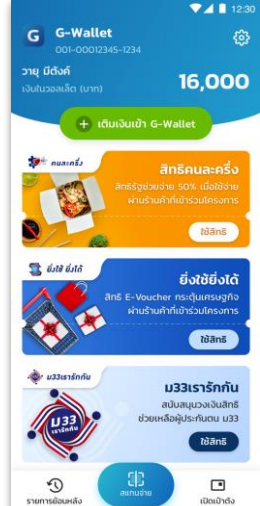 12:30
G G-Wallet
001-00012345-1234
วายุ มีตังค์
เงินในวอลเล็ต (บาท)
16,000
+ เติมเงินเข้า G-Wallet
คนละครึ่ง
สิทธิคนละครึ่ง
สิทธิรัฐช่วยจ่าย 50% เมื่อใช้จ่าย
ผ่านร้านค้าที่เข้าร่วมโครงการ
ใช้สิทธิ
ยิ่งใช้ ยิ่งได้
ยิ่งใช้ยิ่งได้
สิทธิ E-Voucher กระตุ้นเศรษฐกิจ
ผ่านร้านค้าที่เข้าร่วมโครงการ
ใช้สิทธิ
ม33เรารักกัน
ม33เรารักกัน
สนับสนุนวงเงินสิทธิ
ช่วยเหลือผู้ประกันตน ม33
ม33
เรารักกัน
ใช้สิทธิ
รายการย้อนหลัง
สแกนจ่าย
เปิดเป๋าตัง